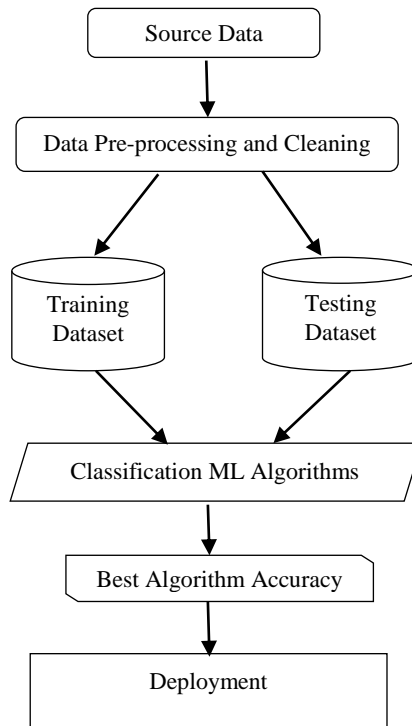 Source Data
Data Pre-processing and Cleaning
Training
Dataset
Testing
Dataset
Classification ML Algorithms
Best Algorithm Accuracy
Deployment